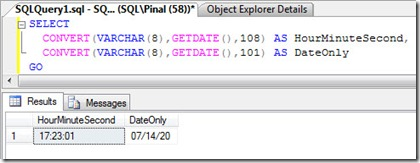 SQLQuery1.sql - SQ... (SQL\Pinal (58))* Object Explorer Details
SELECT
CONVERT(VARCHAR(8),GETDATE(),108) AS HourMinuteSecond,
CONVERT(VARCHAR(8),GETDATE(),101) AS DateOnly
GO
Results Messages
HourMinuteSecond DateOnly
1 17:23:01 07/14/20